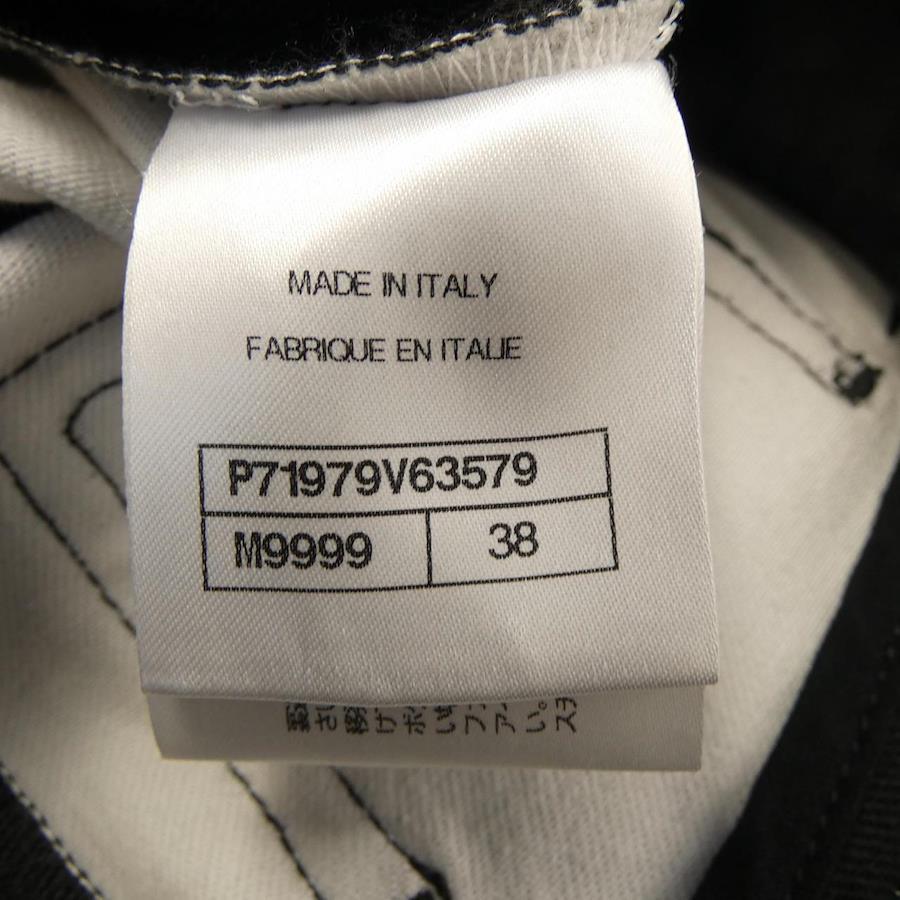 MADE IN ITALY
FABRIQUE EN ITALIE
P71979V63579
M9999
38